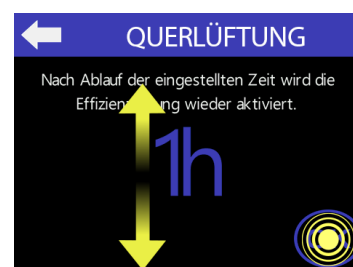 QUERLÜFTUNG
Nach Ablauf der eingestellten Zeit wird die
wieder aktiviert.
1h